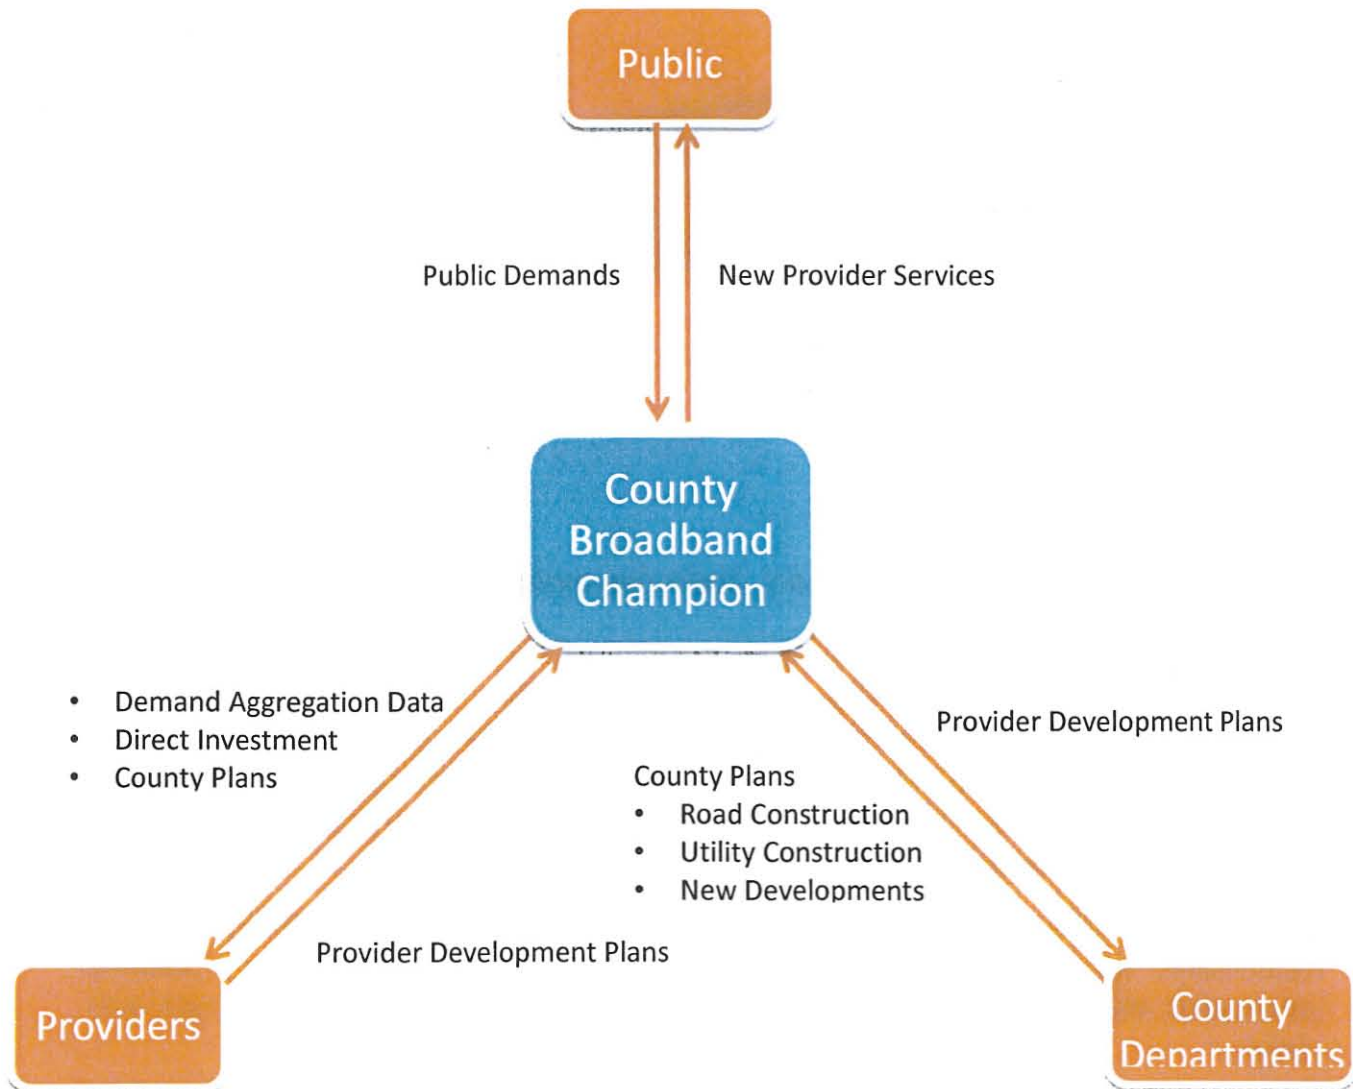 Public
Public Demands
New Provider Services
County
Broadband
Champion
• Demand Aggregation Data
• Direct Investment
• County Plans
Provider Development Plans
County Plans
• Road Construction
• Utility Construction
• New Developments
Provider Development Plans
Providers
County
Departments